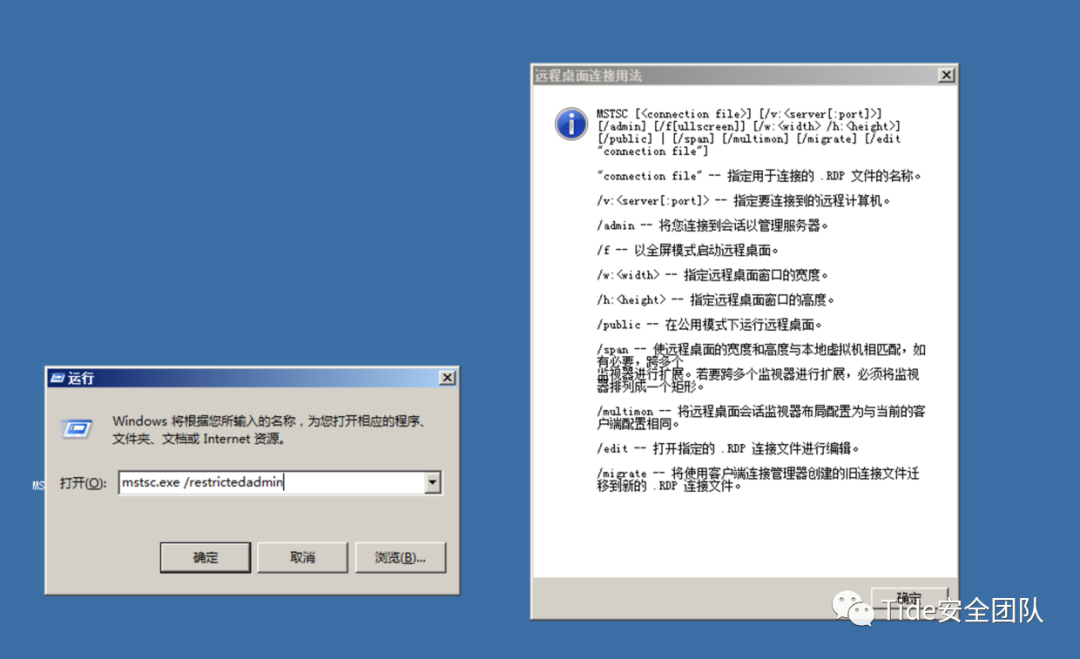 远程桌面连接用法
MSTSC [<connection file>] [/v:<server[:port]>]
[/admin] [/f[ullscreen]] [/w:<width> /h:<height>]
[/public] | [/span] [/multimon] [/migrate] [/edit
"connection file"]
"connection file" -- 指定用于连接的 .RDP 文件的名称。
/v:<server[:port]> -- 指定要连接到的远程计算机。
/admin -- 将您连接到会话以管理服务器。
/f -- 以全屏模式启动远程桌面。
/w:<width> -- 指定远程桌面窗口的宽度。
/h:<height> -- 指定远程桌面窗口的高度。
/public -- 在公用模式下运行远程桌面。
/span -- 使远程桌面的宽度和高度与本地虚拟机相匹配，如
有必要，跨多个
监视器进行扩展。若要跨多个监视器进行扩展，必须将监视
器排列成一个矩形。
/multimon -- 将远程桌面会话监视器布局配置为与当前的客
户端配置相同。
/edit -- 打开指定的 .RDP 连接文件进行编辑。
/migrate -- 将使用客户端连接管理器创建的旧连接文件迁
移到新的 .RDP 连接文件。
确定
运行
Windows 将根据您所输入的名称，为您打开相应的程序、
文件夹、文档或 Internet 资源。
MS
打开(O):
mstsc.exe /restrictedadmin
确定
取消
浏览(B)...
Tide安全团队